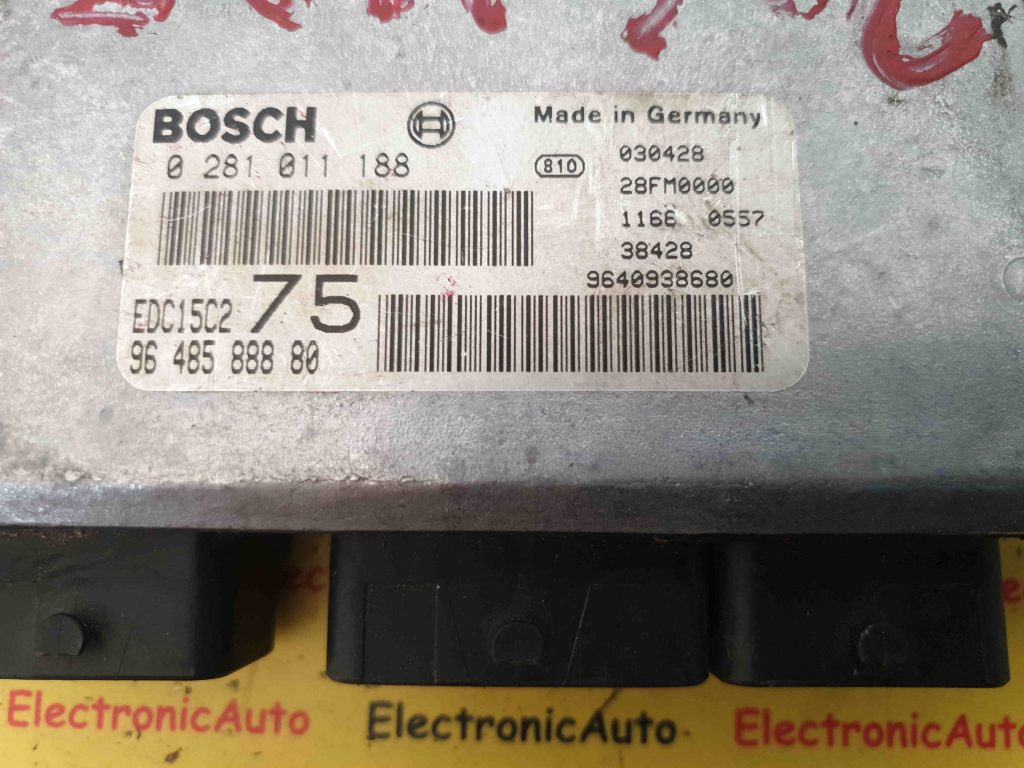 BOSCH
Made in Germany
0 281 011 188
810
030428
28FM0000
1166 0557
38428
9640938680
EDC15C2 75
96 485 888 80
ElectronicAuto
ElectronicAuto
ElectronicAuto